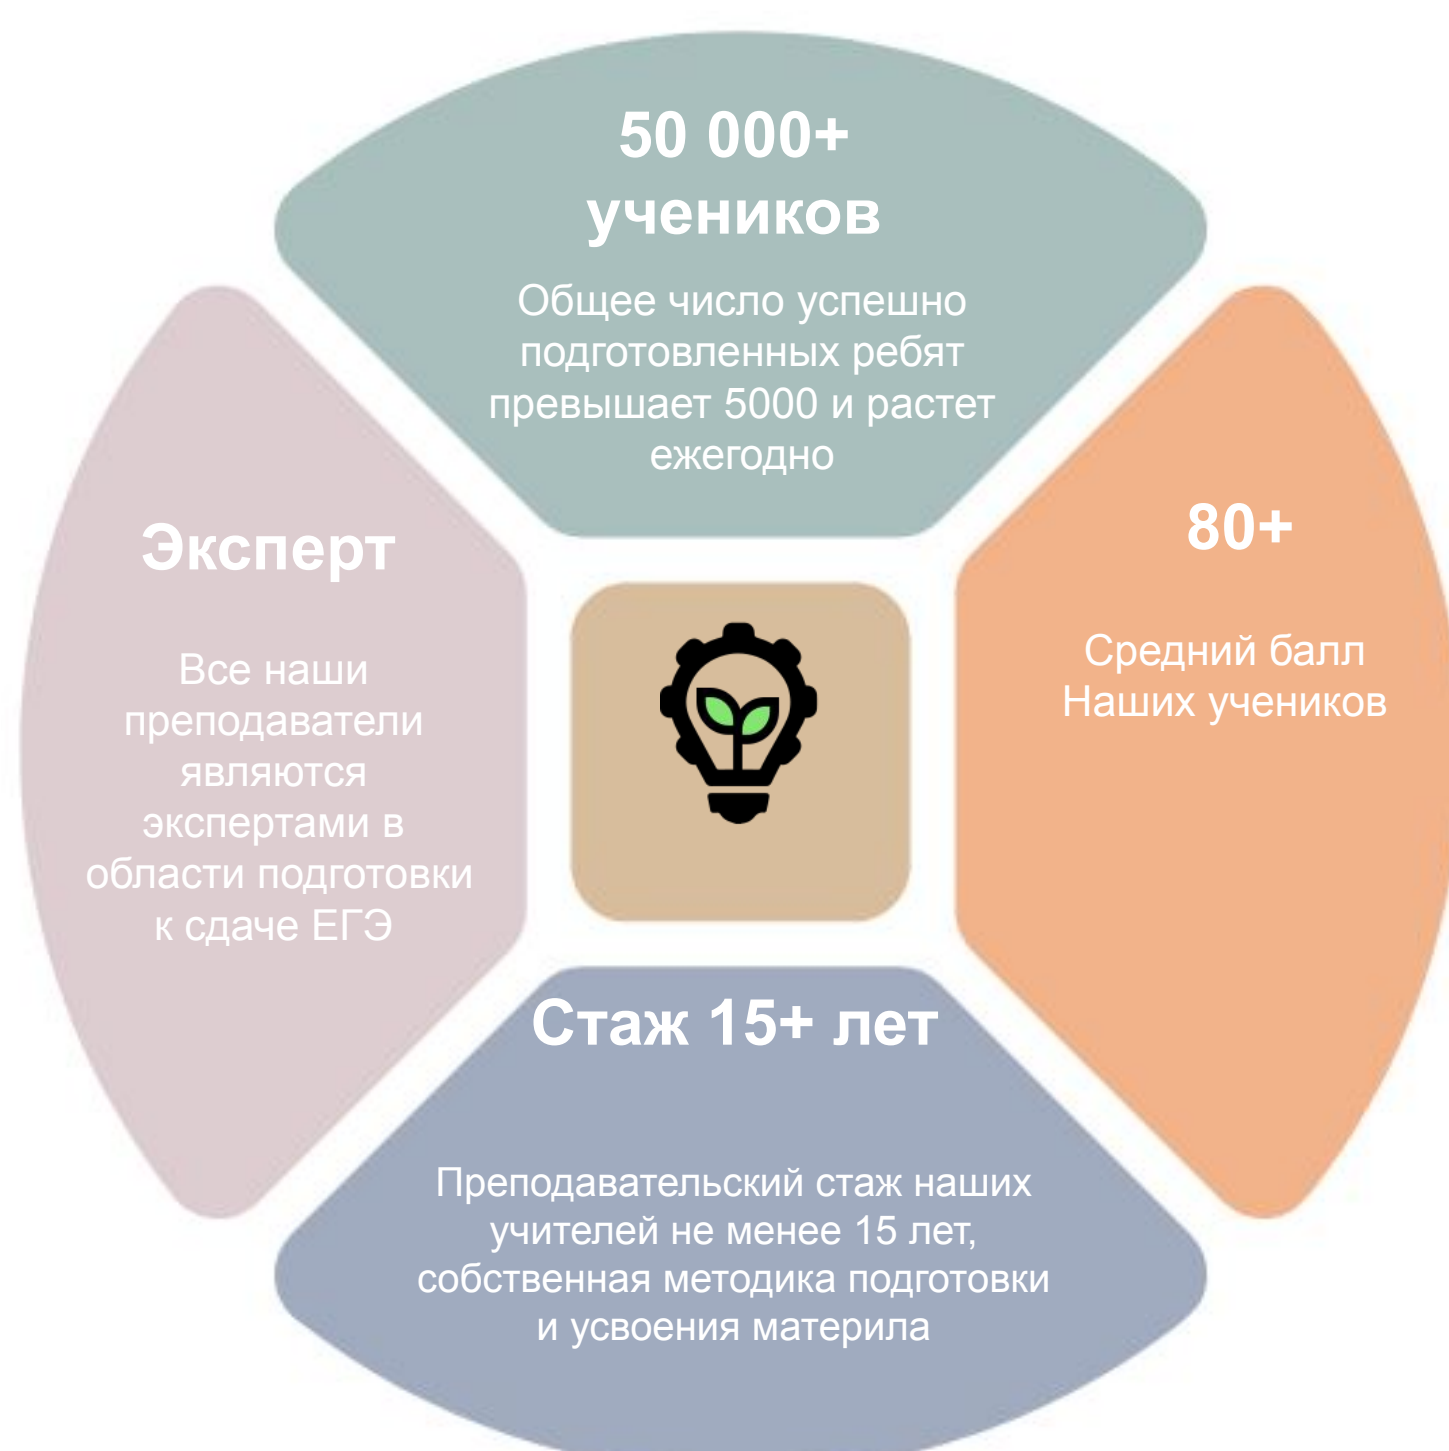 50 000+
учеников
Общее число успешно
подготовленных ребят
превышает 5000 и растет
ежегодно
Эксперт
Все наши
преподаватели
являются
экспертами в
области подготовки
к сдаче ЕГЭ
80+
Средний балл
Наших учеников
Стаж 15+ лет
Преподавательский стаж наших
учителей не менее 15 лет,
собственная методика подготовки
и усвоения материла